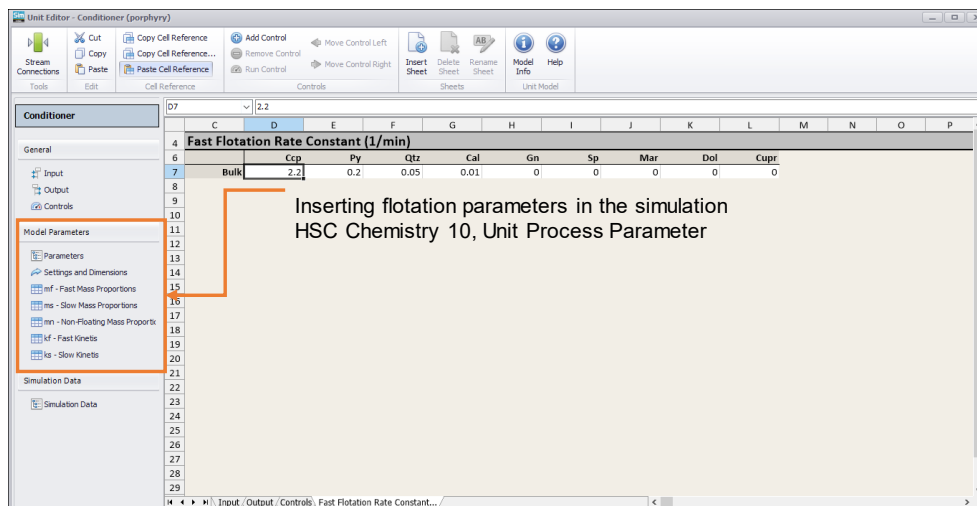 Sim Unit Editor - Conditioner (porphyry)
Stream Connections
Cut
Copy
Paste
Copy Cell Reference
Copy Cell Reference...
Paste Cell Reference
Add Control
Remove Control
Run Control
Move Control Left
Move Control Right
Insert Sheet
Delete Sheet
AB
Rename Sheet
Model Info
Help
Tools Edit Cell Reference Controls Sheets Unit Model
Conditioner
General
Input
Output
Controls
Model Parameters
Parameters
Settings and Dimensions
mf - Fast Mass Proportions
ms - Slow Mass Proportions
mn - Non-Floating Mass Proportic
kf - Fast Kinetis
ks - Slow Kinetis
Simulation Data
Simulation Data
D7 2.2
C D E F G H I J K L M N O P
4 Fast Flotation Rate Constant (1/min)
6 Ccp Py Qtz Cal Gn Sp Mar Dol Cupr
7 Bulk 2.2 0.2 0.05 0.01 0 0 0 0 0
8
9
10
11
12
13
14
15
16
17
18
19
20
21
22
23
24
25
26
27
28
29
Inserting flotation parameters in the simulation
HSC Chemistry 10, Unit Process Parameter
Input Output Controls Fast Flotation Rate Constant...